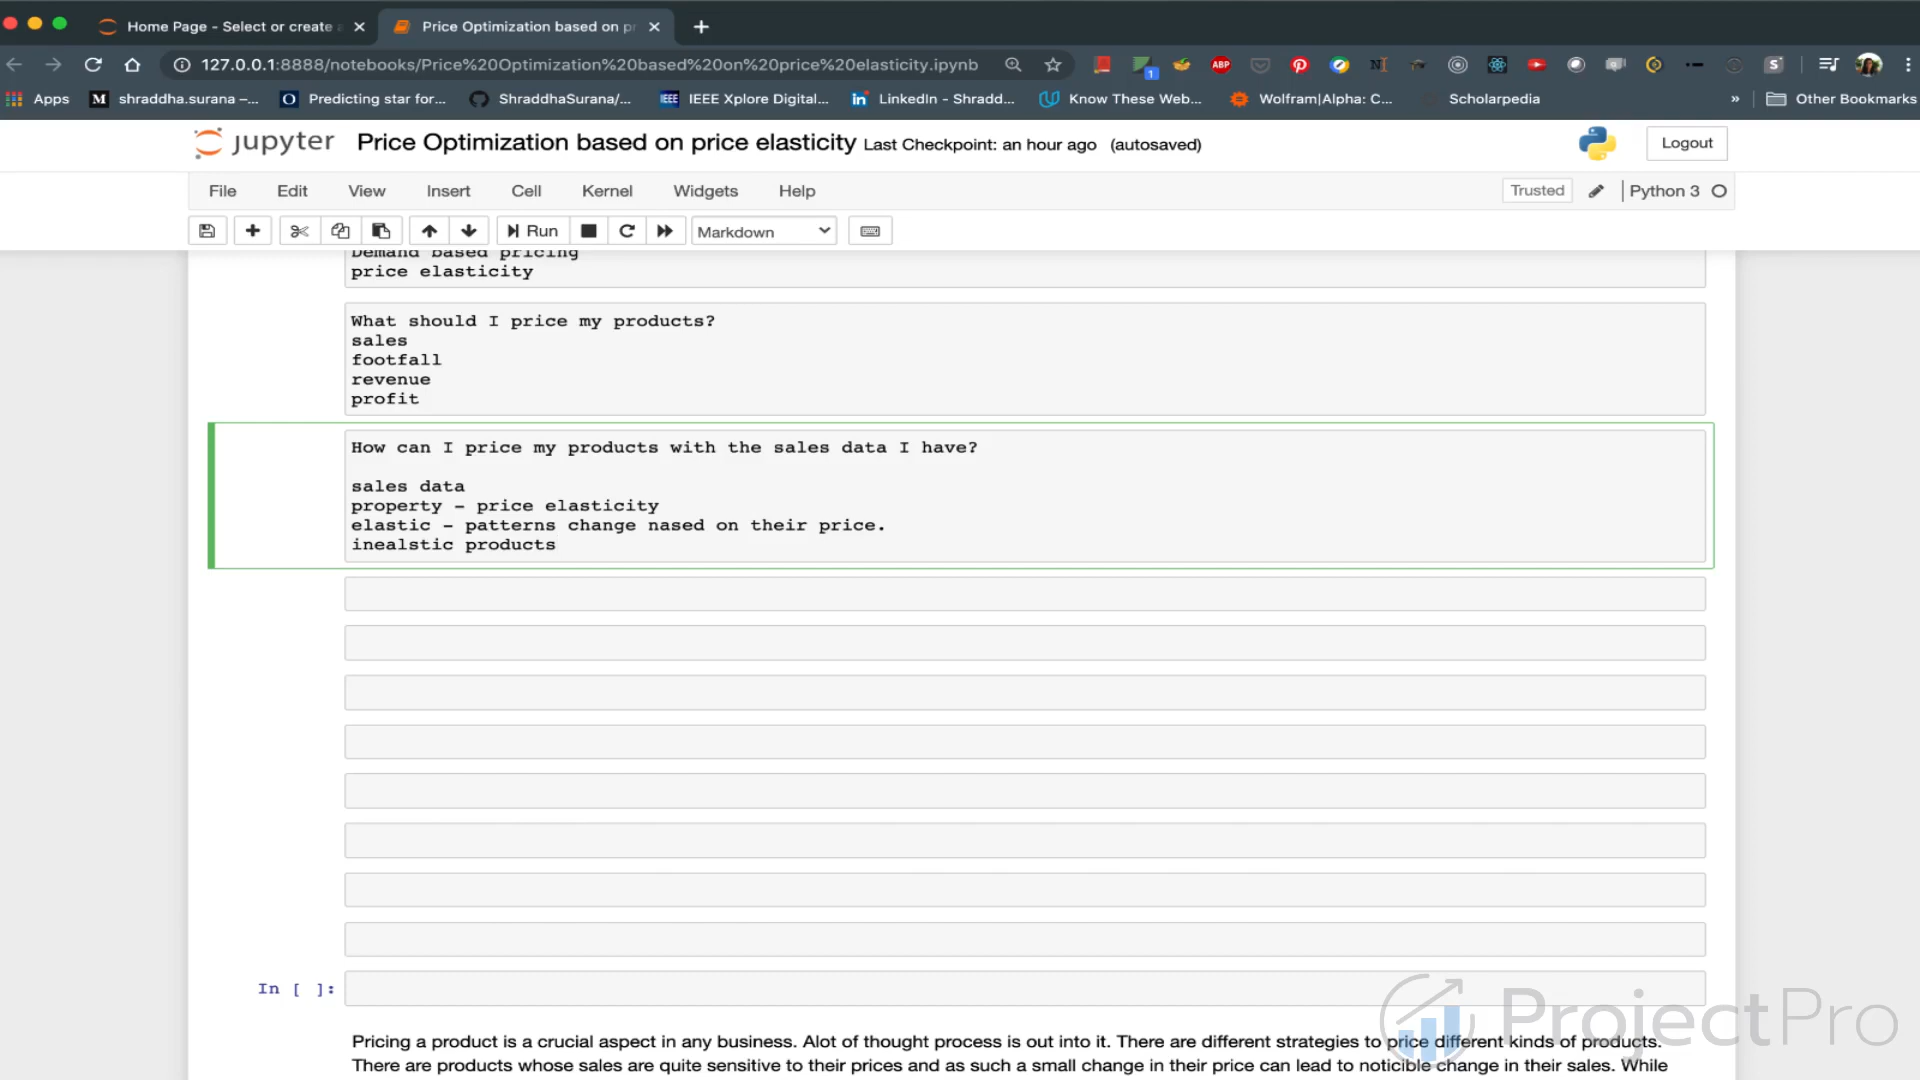 Home Page - Select or create a
Price Optimization based on pr
127.0.0.1:8888/notebooks/Price%20Optimization%20based%20on%20price%20elasticity.ipynb
ABP
1
N
S
Apps
M shraddha.surana –...
O Predicting star for...
ShraddhaSurana/...
IEEE IEEE Xplore Digital...
in LinkedIn - Shradd...
Know These Web...
Wolfram|Alpha: C...
Scholarpedia
»
Other Bookmarks
jupyter Price Optimization based on price elasticity Last Checkpoint: an hour ago (autosaved)
Logout
File Edit View Insert Cell Kernel Widgets Help
Trusted
Python 3
Run
Markdown
Demand based pricing
price elasticity
What should I price my products?
sales
footfall
revenue
profit
How can I price my products with the sales data I have?
sales data
property - price elasticity
elastic - patterns change nased on their price.
inealstic products
In [ ]:
Pricing a product is a crucial aspect in any business. Alot of thought process is out into it. There are different strategies to price different kinds of products.
There are products whose sales are quite sensitive to their prices and as such a small change in their price can lead to noticible change in their sales. While
ProjectPro